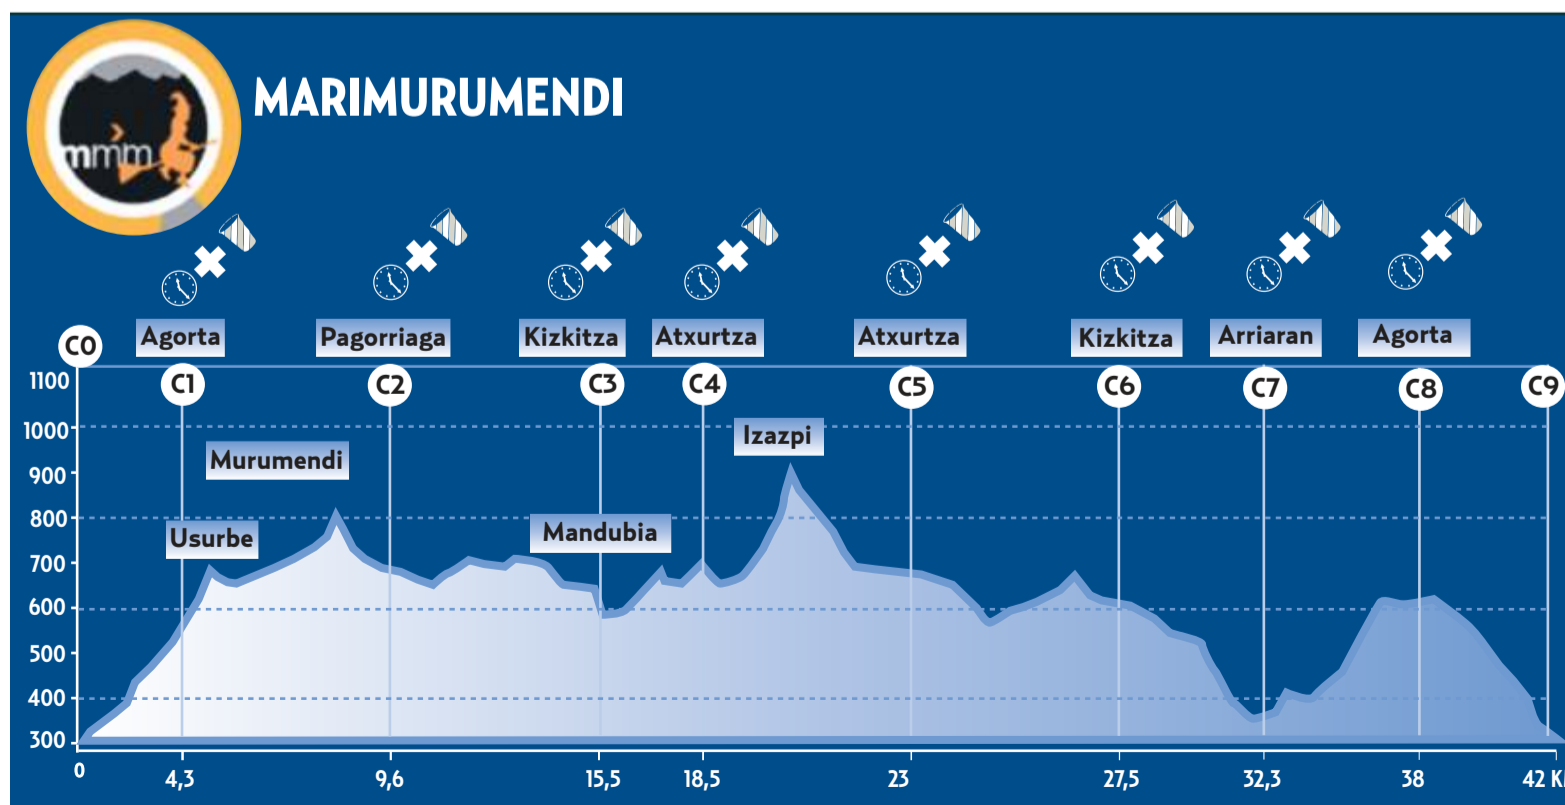 MARIMURUMENDI
mmm
Agorta
Pagorriaga
Kizkitza
Atxurtza
Atxurtza
Kizkitza
Arriaran
Agorta
C0
C1
C2
C3
C4
C5
C6
C7
C8
C9
1100
1000
900
800
700
600
500
400
300
Izazpi
Murumendi
Usurbe
Mandubia
0
4,3
9,6
15,5
18,5
23
27,5
32,3
38
42 K